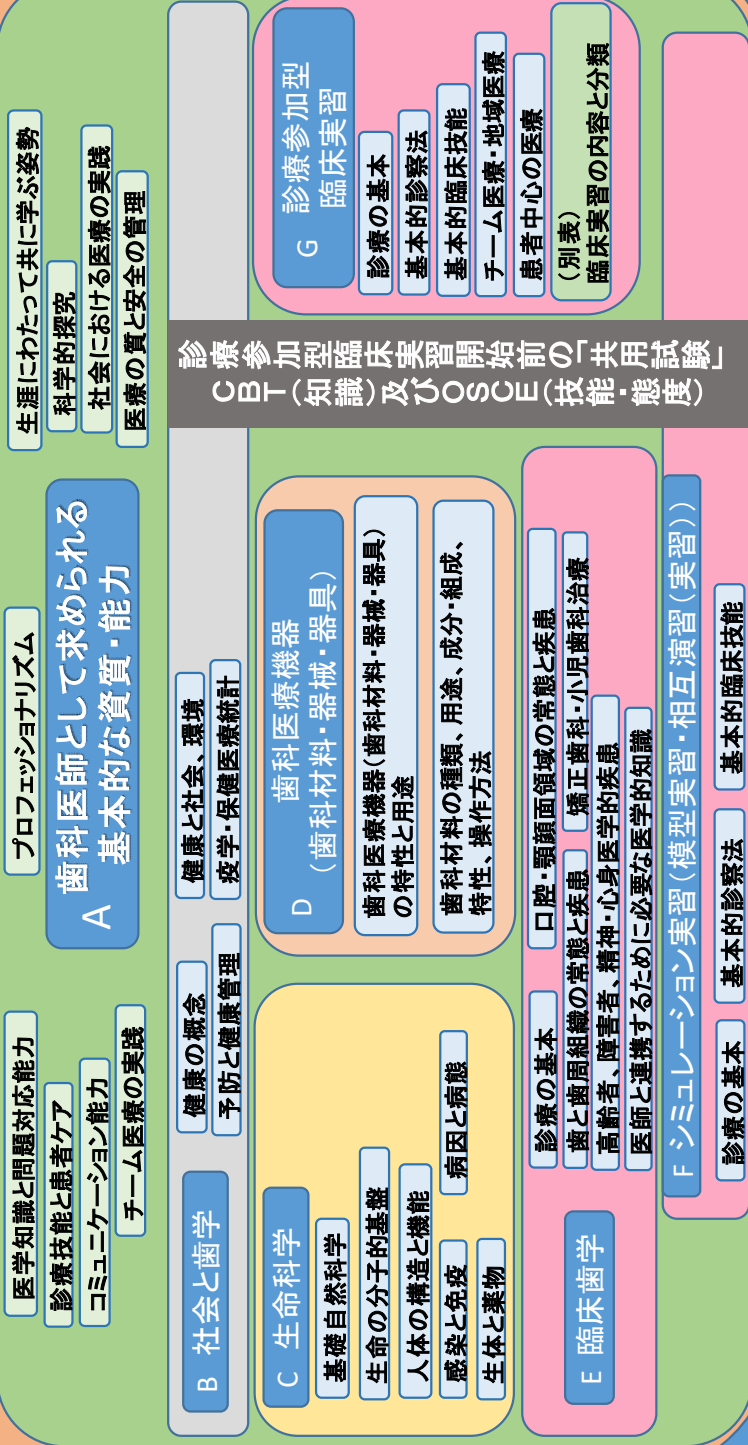 医学知識と問題対応能力
診療技能と患者ケア
コミュニケーション能力
チーム医療の実践
プロフェッショナリズム
A 歯科医師として求められる
基本的な資質・能力
生涯にわたって共に学ぶ姿勢
科学的探究
社会における医療の実践
医療の質と安全の管理
B 社会と歯学
健康の概念
予防と健康管理
健康と社会、環境
疫学・保健医療統計
C 生命科学
基礎自然科学
生命の分子的基盤
人体の構造と機能
感染と免疫
病因と病態
生体と薬物
D 歯科医療機器
（歯科材料・器械・器具）
歯科医療機器（歯科材料・器械・器具）
の特性と用途
歯科材料の種類、用途、成分・組成、
特性、操作方法
E 臨床歯学
診療の基本
口腔・顎顔面領域の常態と疾患
歯と歯周組織の常態と疾患
矯正歯科・小児歯科治療
高齢者、障害者、精神・心身医学的疾患
医師と連携するために必要な医学的知識
F シミュレーション実習（模型実習・相互演習（実習））
診療の基本
基本的診察法
基本的臨床技能
診療参加型臨床実習開始前の「共用試験」
CBT（知識）及びOSCE（技能・態度）
G 診療参加型
臨床実習
診療の基本
基本的診察法
基本的臨床技能
チーム医療・地域医療
患者中心の医療
（別表）
臨床実習の内容と分類